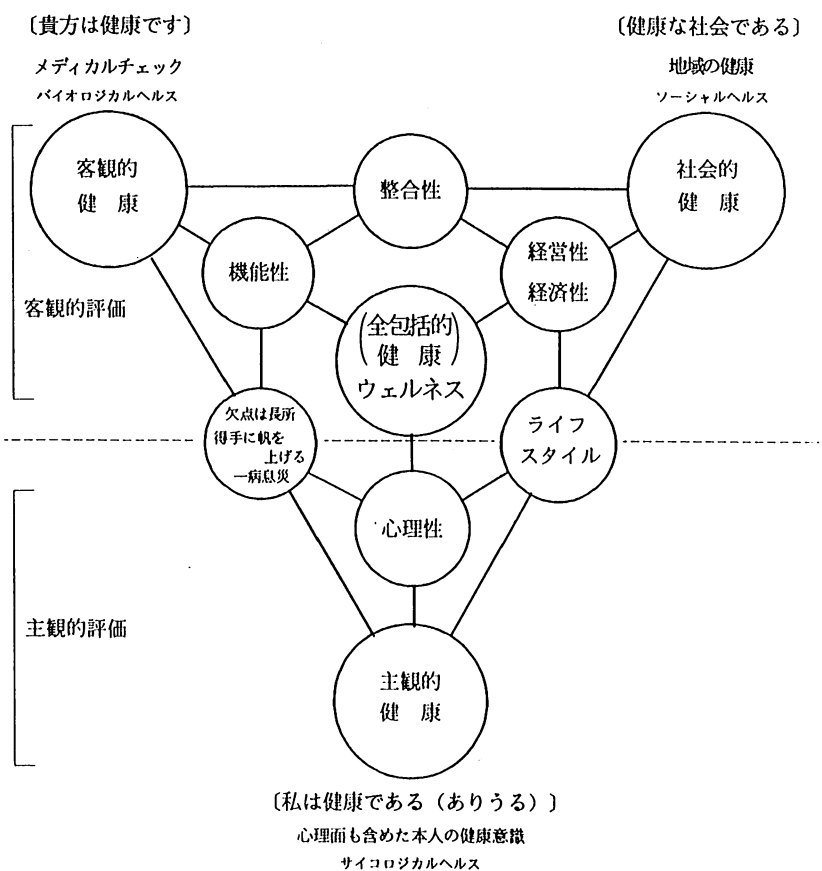 〔貴方は健康です〕
メディカルチェック
バイオロジカルヘルス
〔健康な社会である〕
地域の健康
ソーシャルヘルス
客観的
健 康
整合性
社会的
健 康
機能性
経営性
経済性
客観的評価
(全包括的)
健 康
ウェルネス
欠点は長所
得手に帆を
上げる
一病息災
ライフ
スタイル
心理性
主観的評価
主観的
健 康
〔私は健康である（ありうる）〕
心理面も含めた本人の健康意識
サイコロジカルヘルス